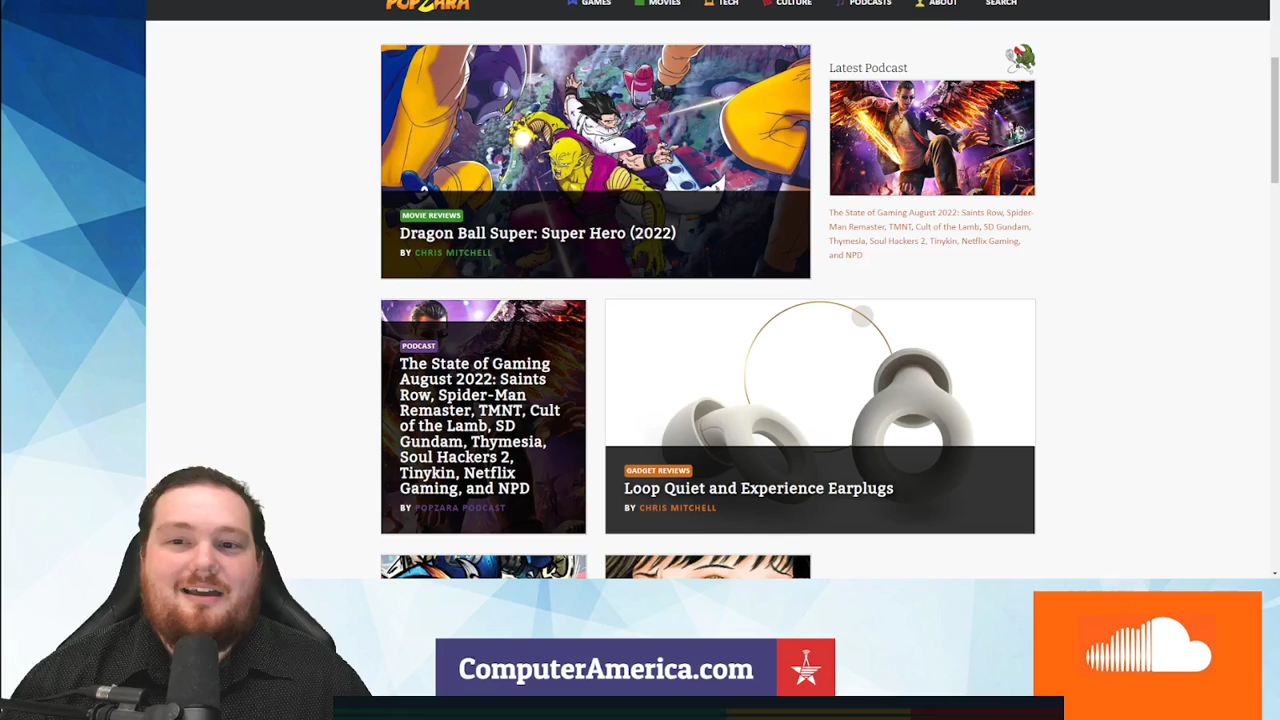 POPZARA
GAMES
MOVIES
TECH
CULTURE
PODCASTS
ABOUT
SEARCH
MOVIE REVIEWS
Dragon Ball Super: Super Hero (2022)
BY CHRIS MITCHELL
Latest Podcast
The State of Gaming August 2022: Saints Row, Spider-
Man Remaster, TMNT, Cult of the Lamb, SD Gundam,
Thymesia, Soul Hackers 2, Tinykin, Netflix Gaming,
and NPD
PODCAST
The State of Gaming
August 2022: Saints
Row, Spider-Man
Remaster, TMNT, Cult
of the Lamb, SD
Gundam, Thymesia,
Soul Hackers 2,
Tinykin, Netflix
Gaming, and NPD
BY POPZARA PODCAST
GADGET REVIEWS
Loop Quiet and Experience Earplugs
BY CHRIS MITCHELL
ComputerAmerica.com